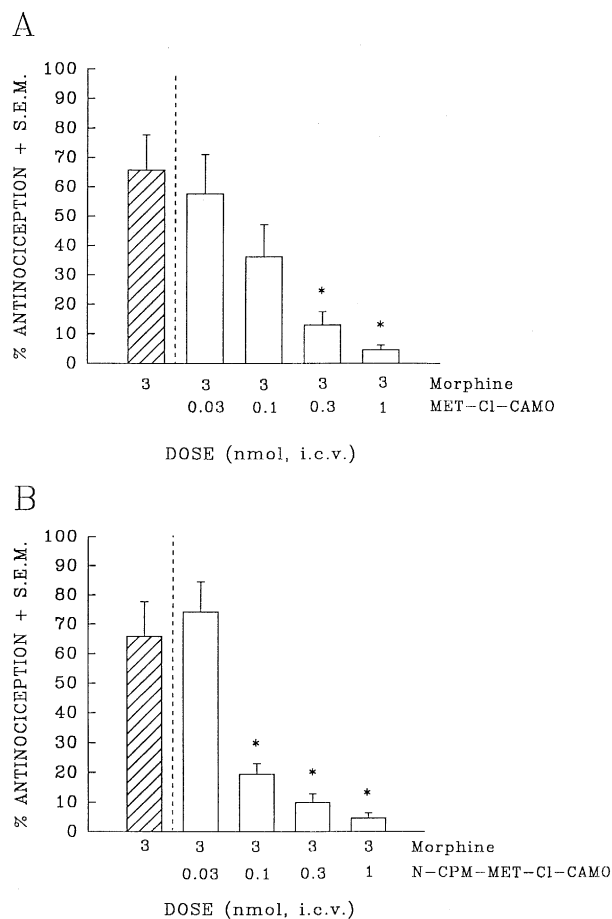 A
% ANTINOCICEPTION + S.E.M.
100
90
80
70
60
50
40
30
20
10
0
*
*
3 3 3 3 3 Morphine
0.03 0.1 0.3 1 MET-Cl-CAMO
DOSE (nmol, i.c.v.)
B
% ANTINOCICEPTION + S.E.M.
100
90
80
70
60
50
40
30
20
10
0
*
*
*
3 3 3 3 3 Morphine
0.03 0.1 0.3 1 N-CPM-MET-Cl-CAMO
DOSE (nmol, i.c.v.)